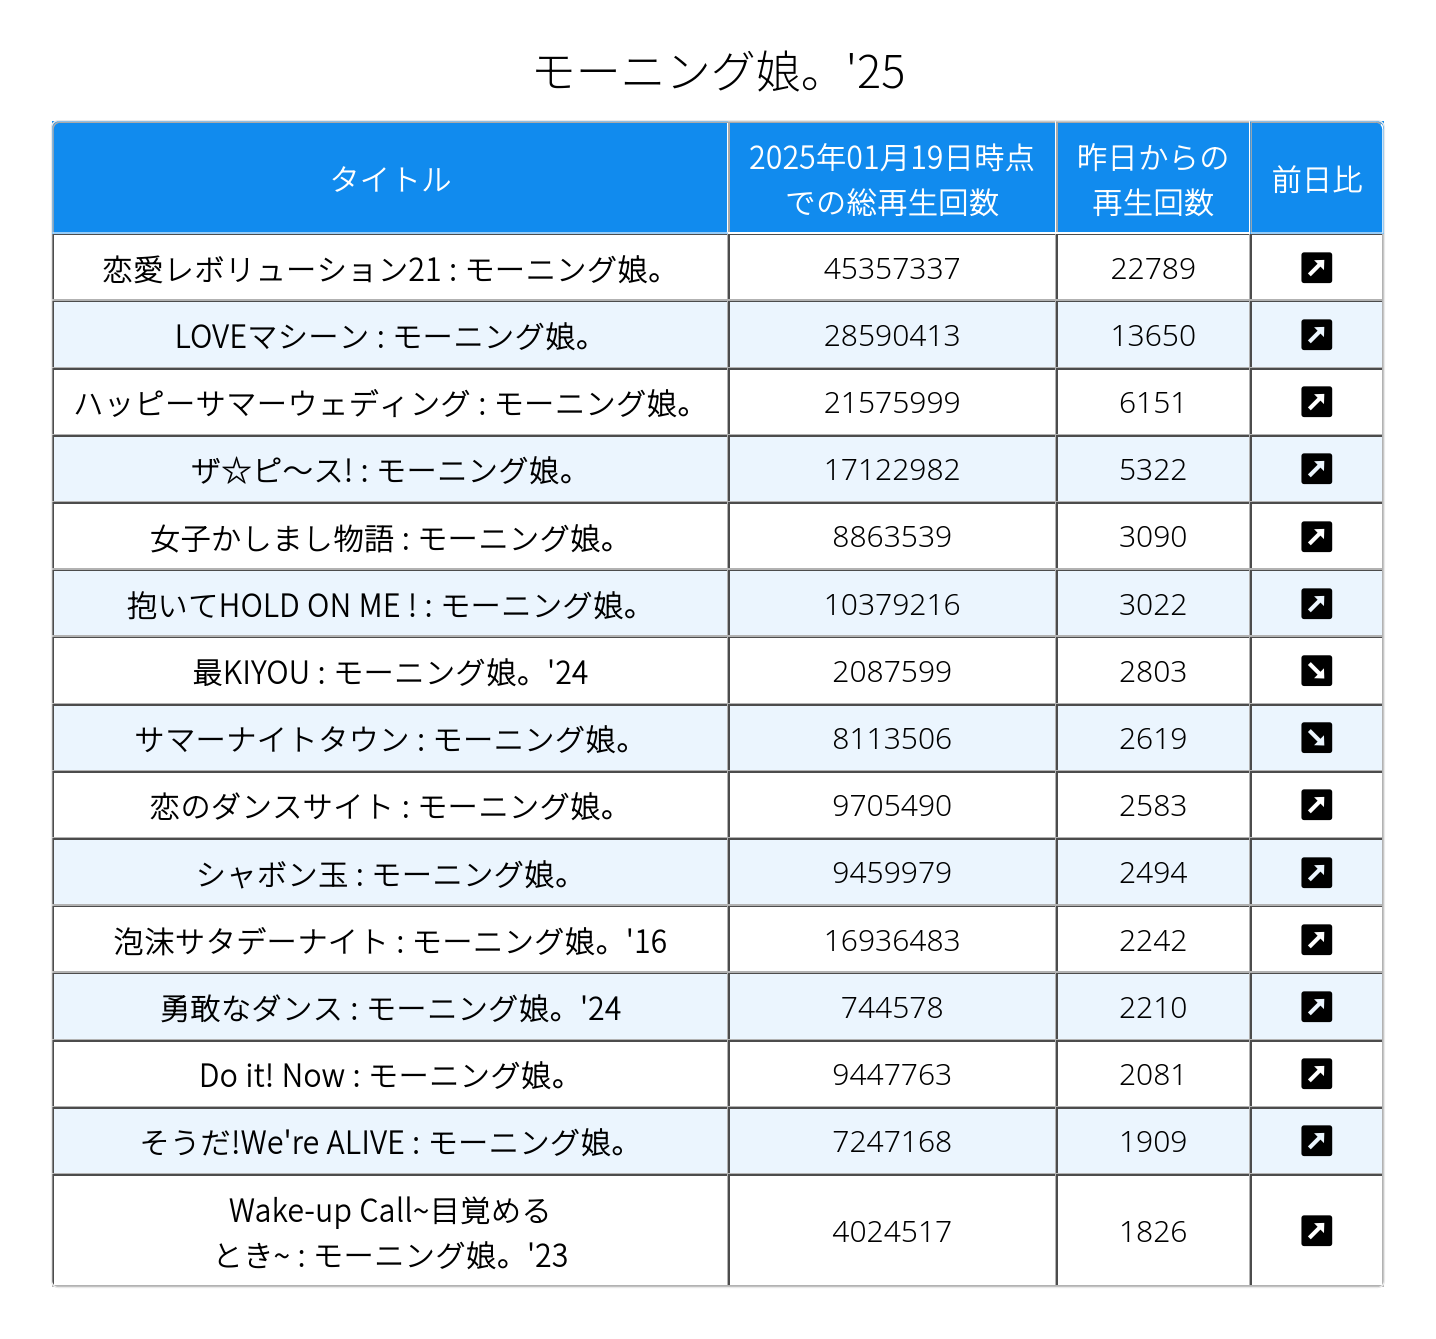 モーニング娘。'25
タイトル
2025年01月19日時点
での総再生回数
昨日からの
再生回数
前日比
恋愛レボリューション21 : モーニング娘。 45357337 22789
LOVEマシーン : モーニング娘。 28590413 13650
ハッピーサマーウェディング : モーニング娘。 21575999 6151
ザ☆ピ〜ス! : モーニング娘。 17122982 5322
女子かしまし物語 : モーニング娘。 8863539 3090
抱いてHOLD ON ME ! : モーニング娘。 10379216 3022
最KIYOU : モーニング娘。'24 2087599 2803
サマーナイトタウン : モーニング娘。 8113506 2619
恋のダンスサイト : モーニング娘。 9705490 2583
シャボン玉 : モーニング娘。 9459979 2494
泡沫サタデーナイト : モーニング娘。'16 16936483 2242
勇敢なダンス : モーニング娘。'24 744578 2210
Do it! Now : モーニング娘。 9447763 2081
そうだ!We're ALIVE : モーニング娘。 7247168 1909
Wake-up Call~目覚める
とき~ : モーニング娘。'23 4024517 1826